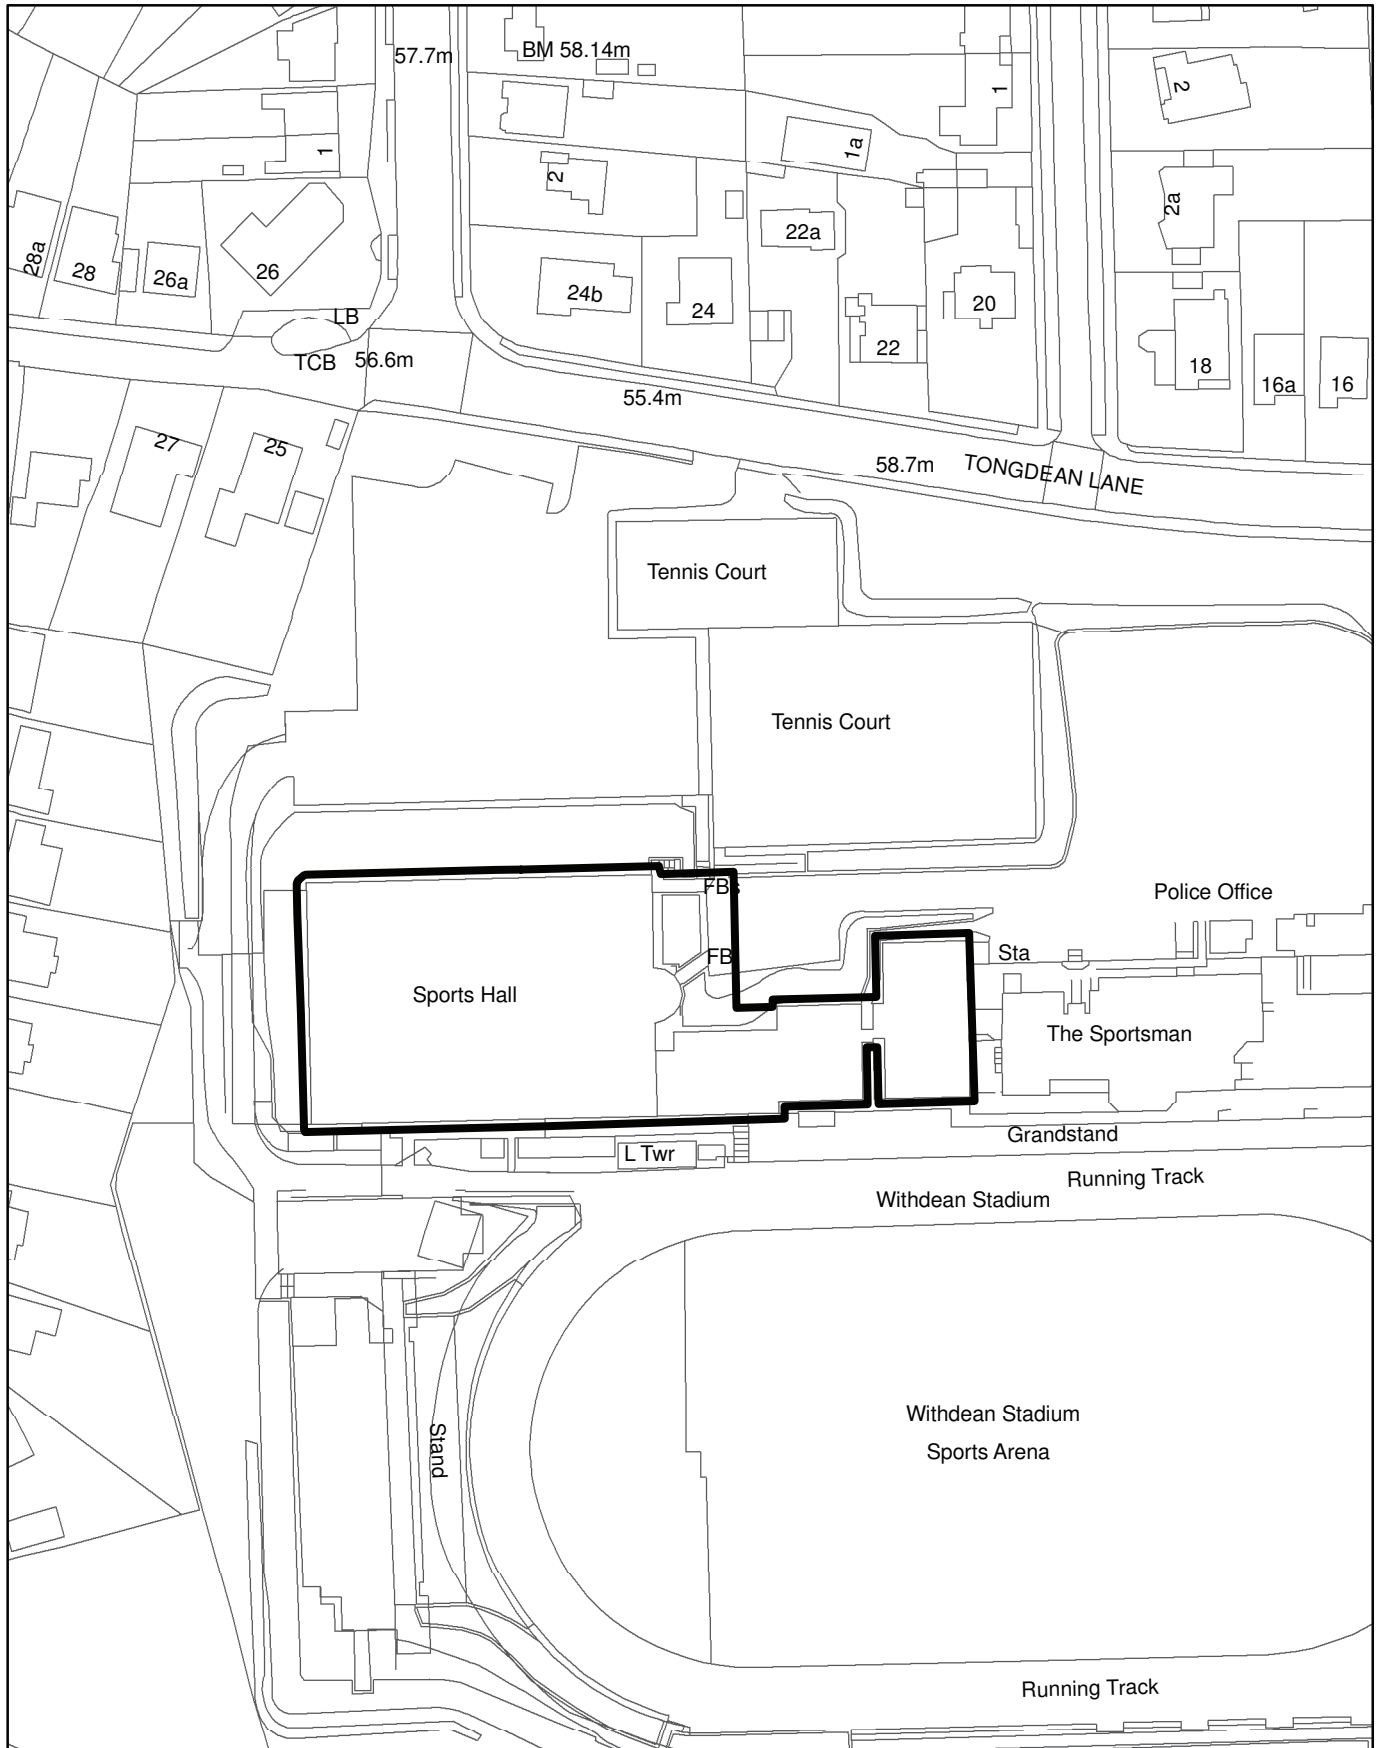 57.7m
BM 58.14m
1
2
1
1a
2
2a
22a
28a
28
26a
26
24b
24
22
20
18
16a
16
LB
TCB
56.6m
55.4m
58.7m
TONGDEAN LANE
27
25
Tennis Court
Tennis Court
FBs
Police Office
FB
Sta
Sports Hall
The Sportsman
Grandstand
L Twr
Running Track
Withdean Stadium
Stand
Withdean Stadium
Sports Arena
Running Track